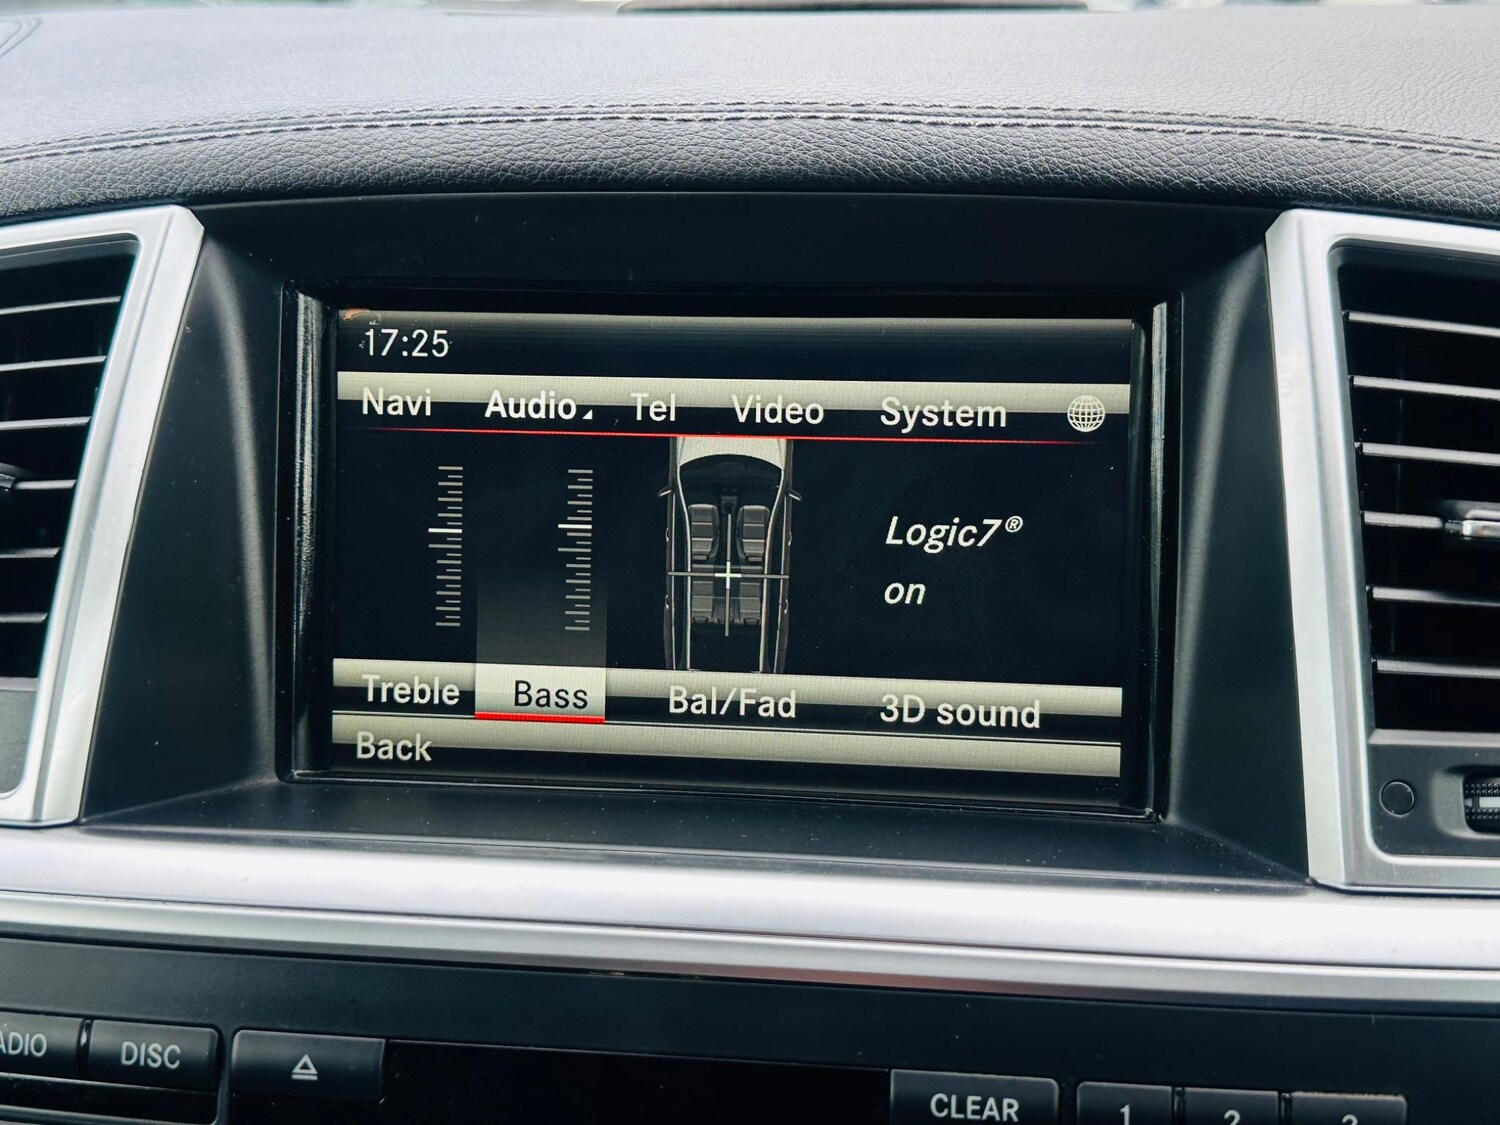 17:25
Navi Audio Tel Video System
Logic7®
on
Treble Bass Bal/Fad 3D sound
Back
DISC
CLEAR 1 2